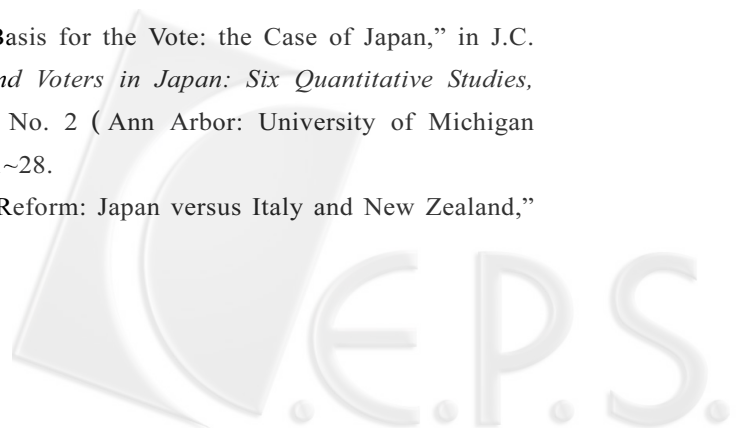 Basis for the Vote: the Case of Japan,” in J.C.
nd Voters in Japan: Six Quantitative Studies,
No. 2（Ann Arbor: University of Michigan
~28.
Reform: Japan versus Italy and New Zealand,”
C.E.P.S.